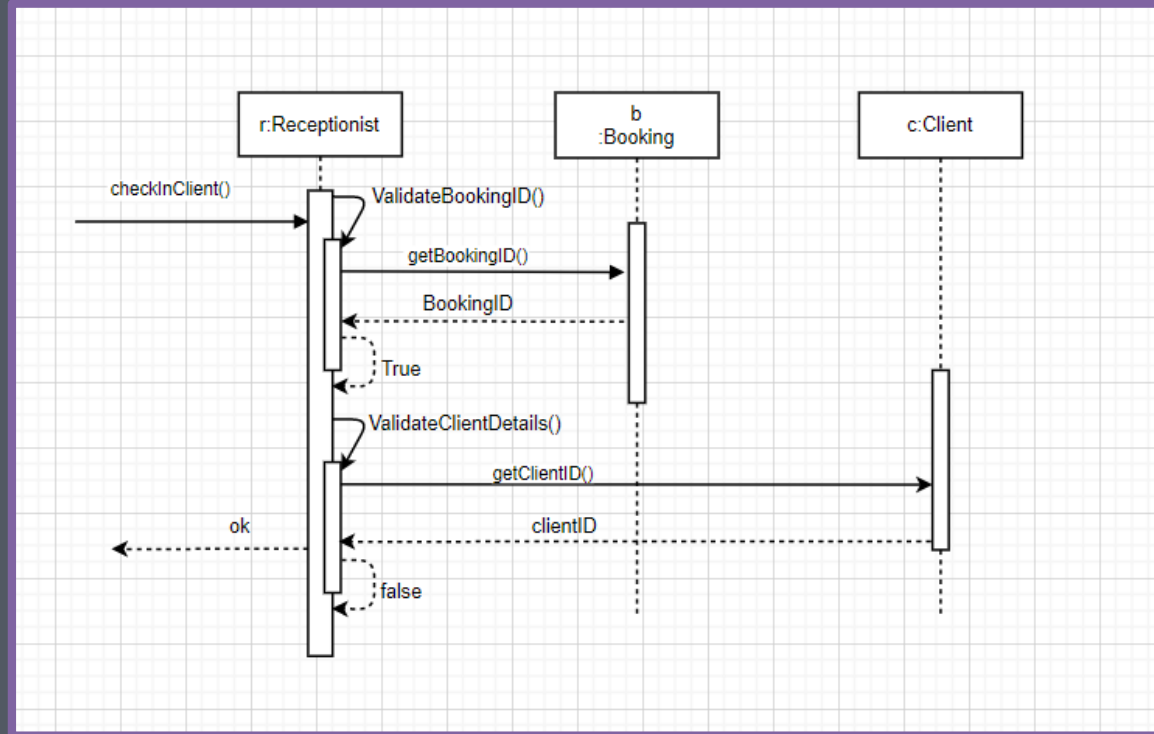 r:Receptionist
b
:Booking
c:Client
checkInClient()
ValidateBookingID()
getBookingID()
BookingID
True
ValidateClientDetails()
getClientID()
ok
clientID
false